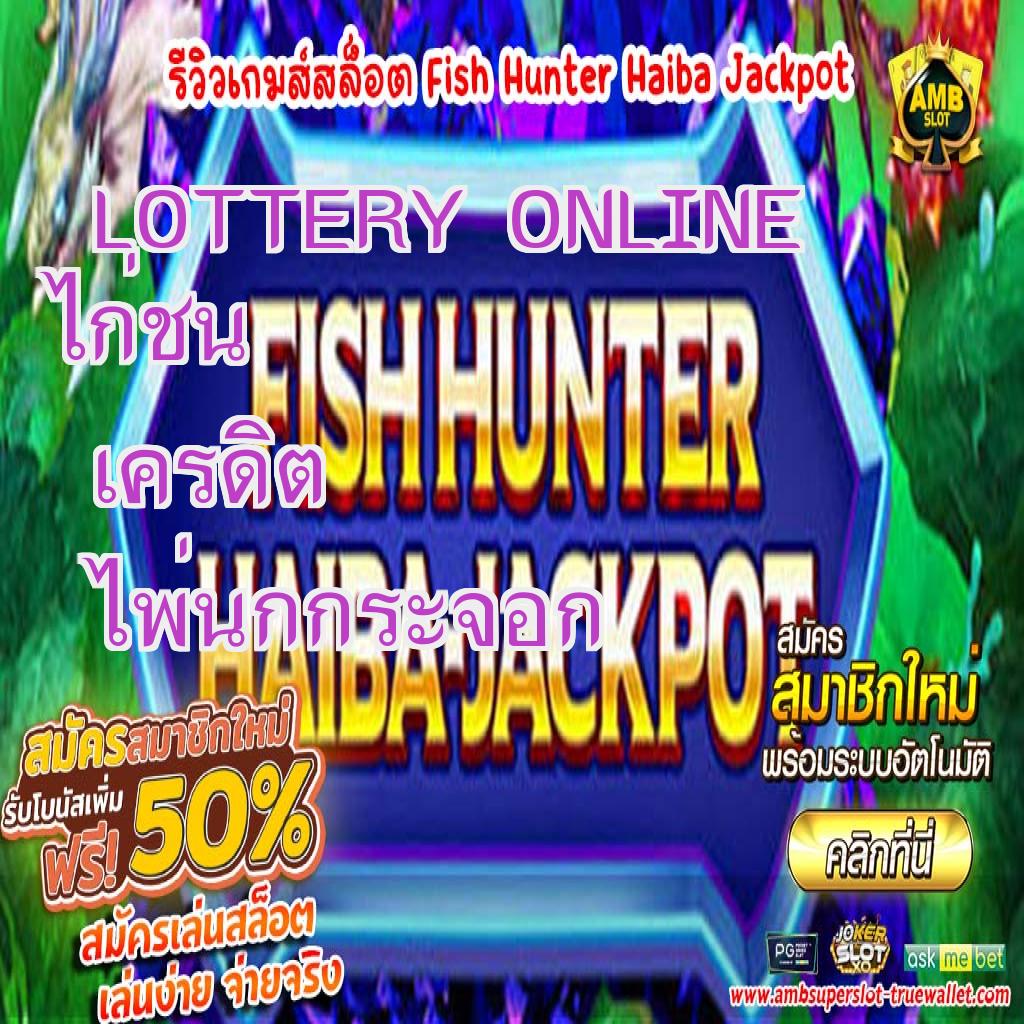 รีวิวเกมส์สล็อต Fish Hunter Haiba Jackpot
AMB
SLOT
LOTTERY ONLINE
ไก่ชน
FISH HUNTER
เครดิต
ไพ่นกกระจอก
HAIBA JACKPOT
สมัคร
สมาชิกใหม่
พร้อมระบบอัตโนมัติ
คลิกที่นี่
สมัครสมาชิกใหม่
รับโบนัสเพิ่ม
ฟรี! 50%
สมัครเล่นสล็อต
เล่นง่าย จ่ายจริง
PG
JOKER
SLOT
XO
ask me bet
www.ambsuperslot-truewallet.com